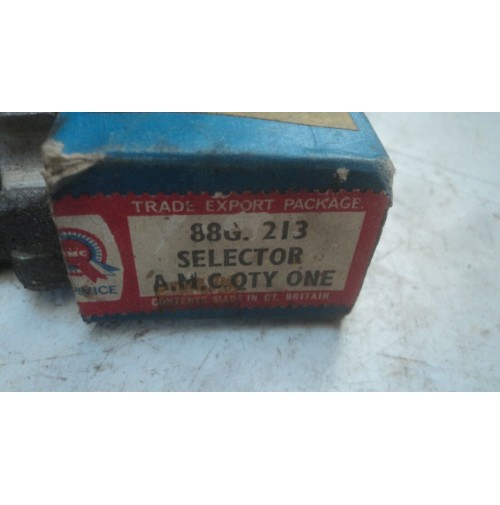 TRADE EXPORT PACKAGE.
88G. 213
SELECTOR
A.M.C. QTY ONE
CONTENTS MADE IN GT. BRITAIN